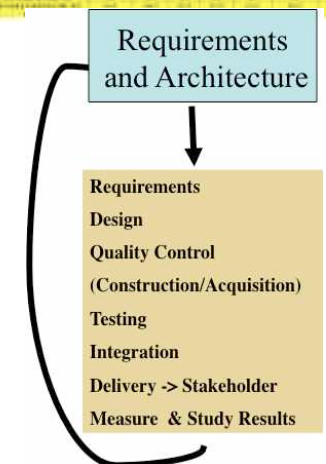 Requirements
and Architecture
Requirements
Design
Quality Control
(Construction/Acquisition)
Testing
Integration
Delivery -> Stakeholder
Measure & Study Results